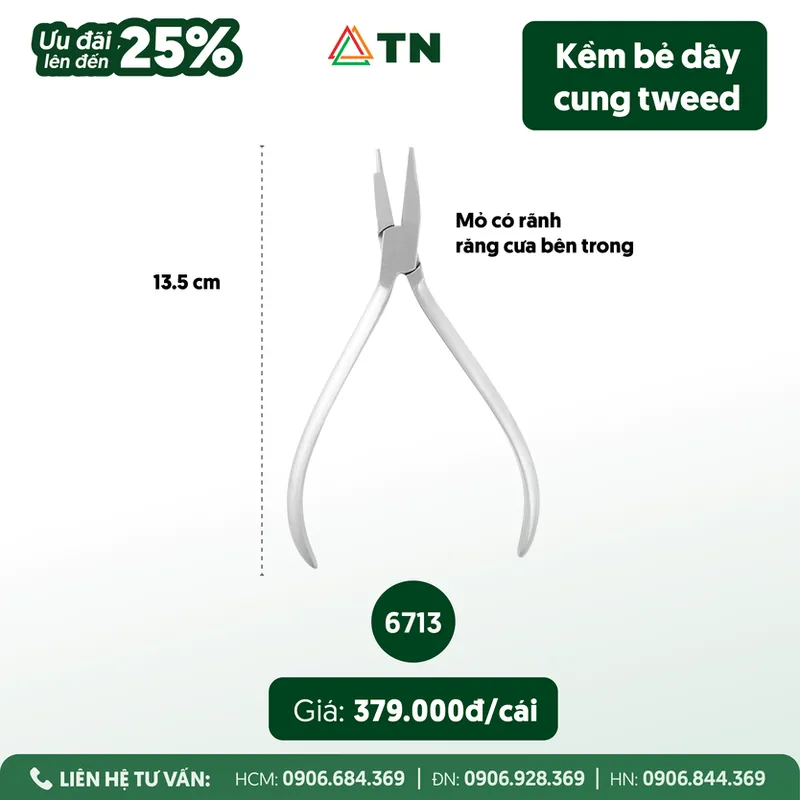 Ưu đãi
lên đến 25%
TN
Kềm bẻ dây
cung tweed
Mỏ có rãnh
răng cưa bên trong
13.5 cm
6713
Giá: 379.000đ/cái
LIÊN HỆ TƯ VẤN: HCM: 0906.684.369 | ĐN: 0906.928.369 | HN: 0906.844.369